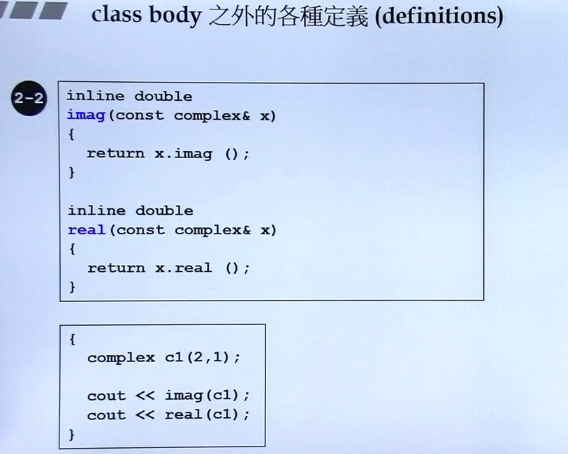 class body 之外的各種定義 (definitions)
2-2
inline double
imag(const complex& x)
{
  return x.imag ();
}
inline double
real(const complex& x)
{
  return x.real ();
}
{
  complex c1(2,1);
  cout << imag(c1);
  cout << real(c1);
}